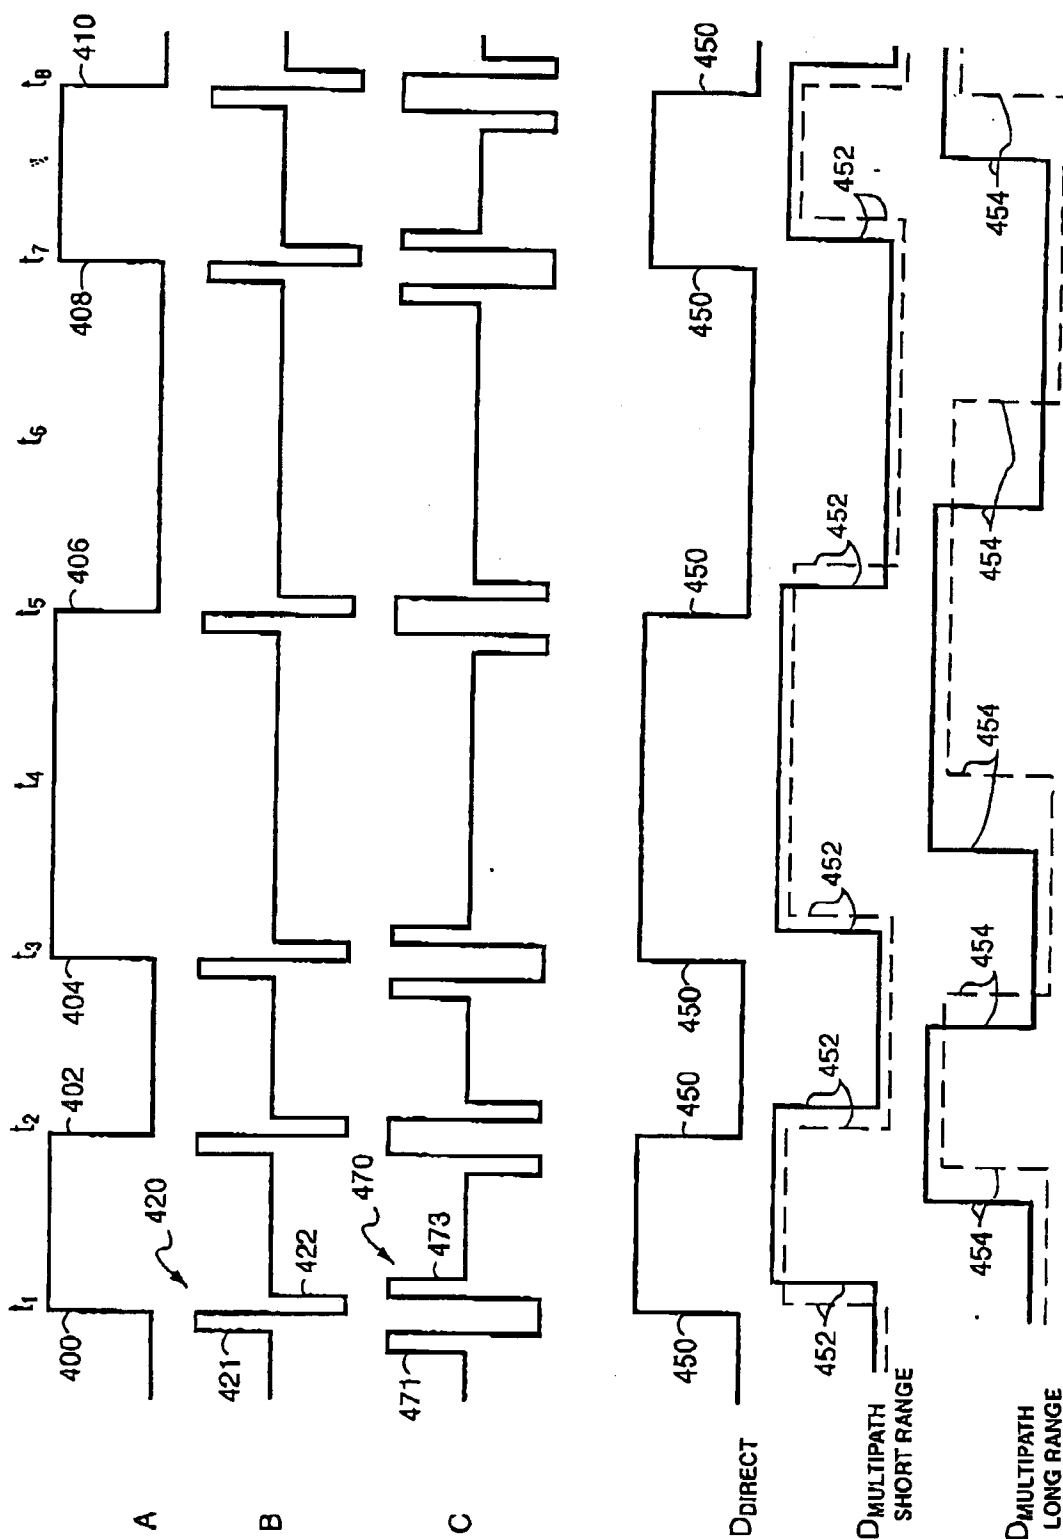 t1 t2 t3 t4 t5 t6 t7 t8
400 402 404 406 408 410
A
420
421 422
B
470
471 473
C
450 450 450 450 450 450
DDIRECT
452 452 452 452 452
DMULTIPATH
SHORT RANGE
454 454 454 454 454
DMULTIPATH
LONG RANGE